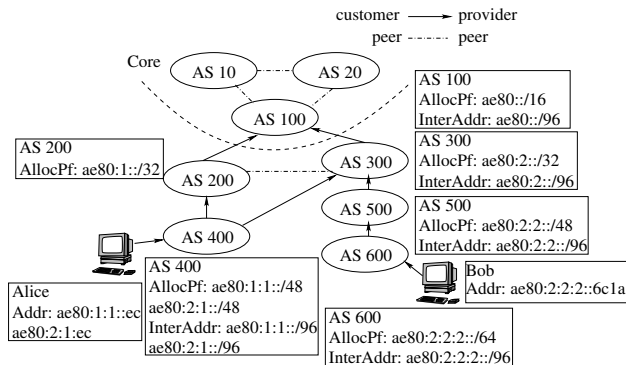 customer provider
peer peer
Core
AS 10
AS 20
AS 100
AS 100
AllocPf: ae80::/16
InterAddr: ae80::/96
AS 200
AllocPf: ae80:1::/32
AS 300
AllocPf: ae80:2::/32
InterAddr: ae80:2::/96
AS 200
AS 300
AS 500
AllocPf: ae80:2:2::/48
InterAddr: ae80:2:2::/96
AS 500
AS 400
AS 600
Alice
Addr: ae80:1:1::ec
ae80:2:1:ec
AS 400
AllocPf: ae80:1:1::/48
ae80:2:1::/48
InterAddr: ae80:1:1::/96
ae80:2:1::/96
Bob
Addr: ae80:2:2:2::6c1a
AS 600
AllocPf: ae80:2:2:2::/64
InterAddr: ae80:2:2:2::/96